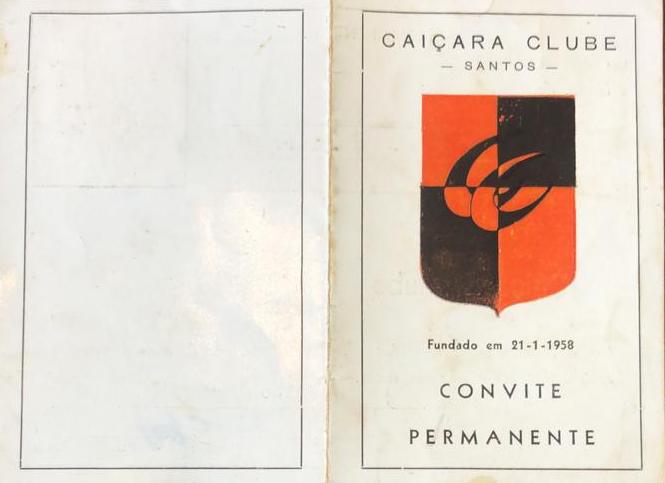 CAIÇARA CLUBE
— SANTOS —
Fundado em 21-1-1958
CONVITE
PERMANENTE